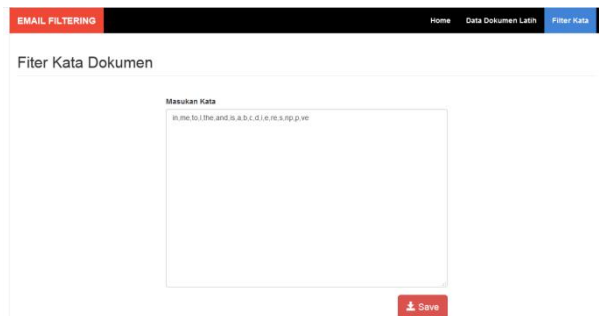 EMAIL FILTERING Home Data Dokumen Latih Filter Kata
Fiter Kata Dokumen
Masukan Kata
in,me,to,I,the,and,is,a,b,c,d,i,e,re,s,np,p,ve
Save